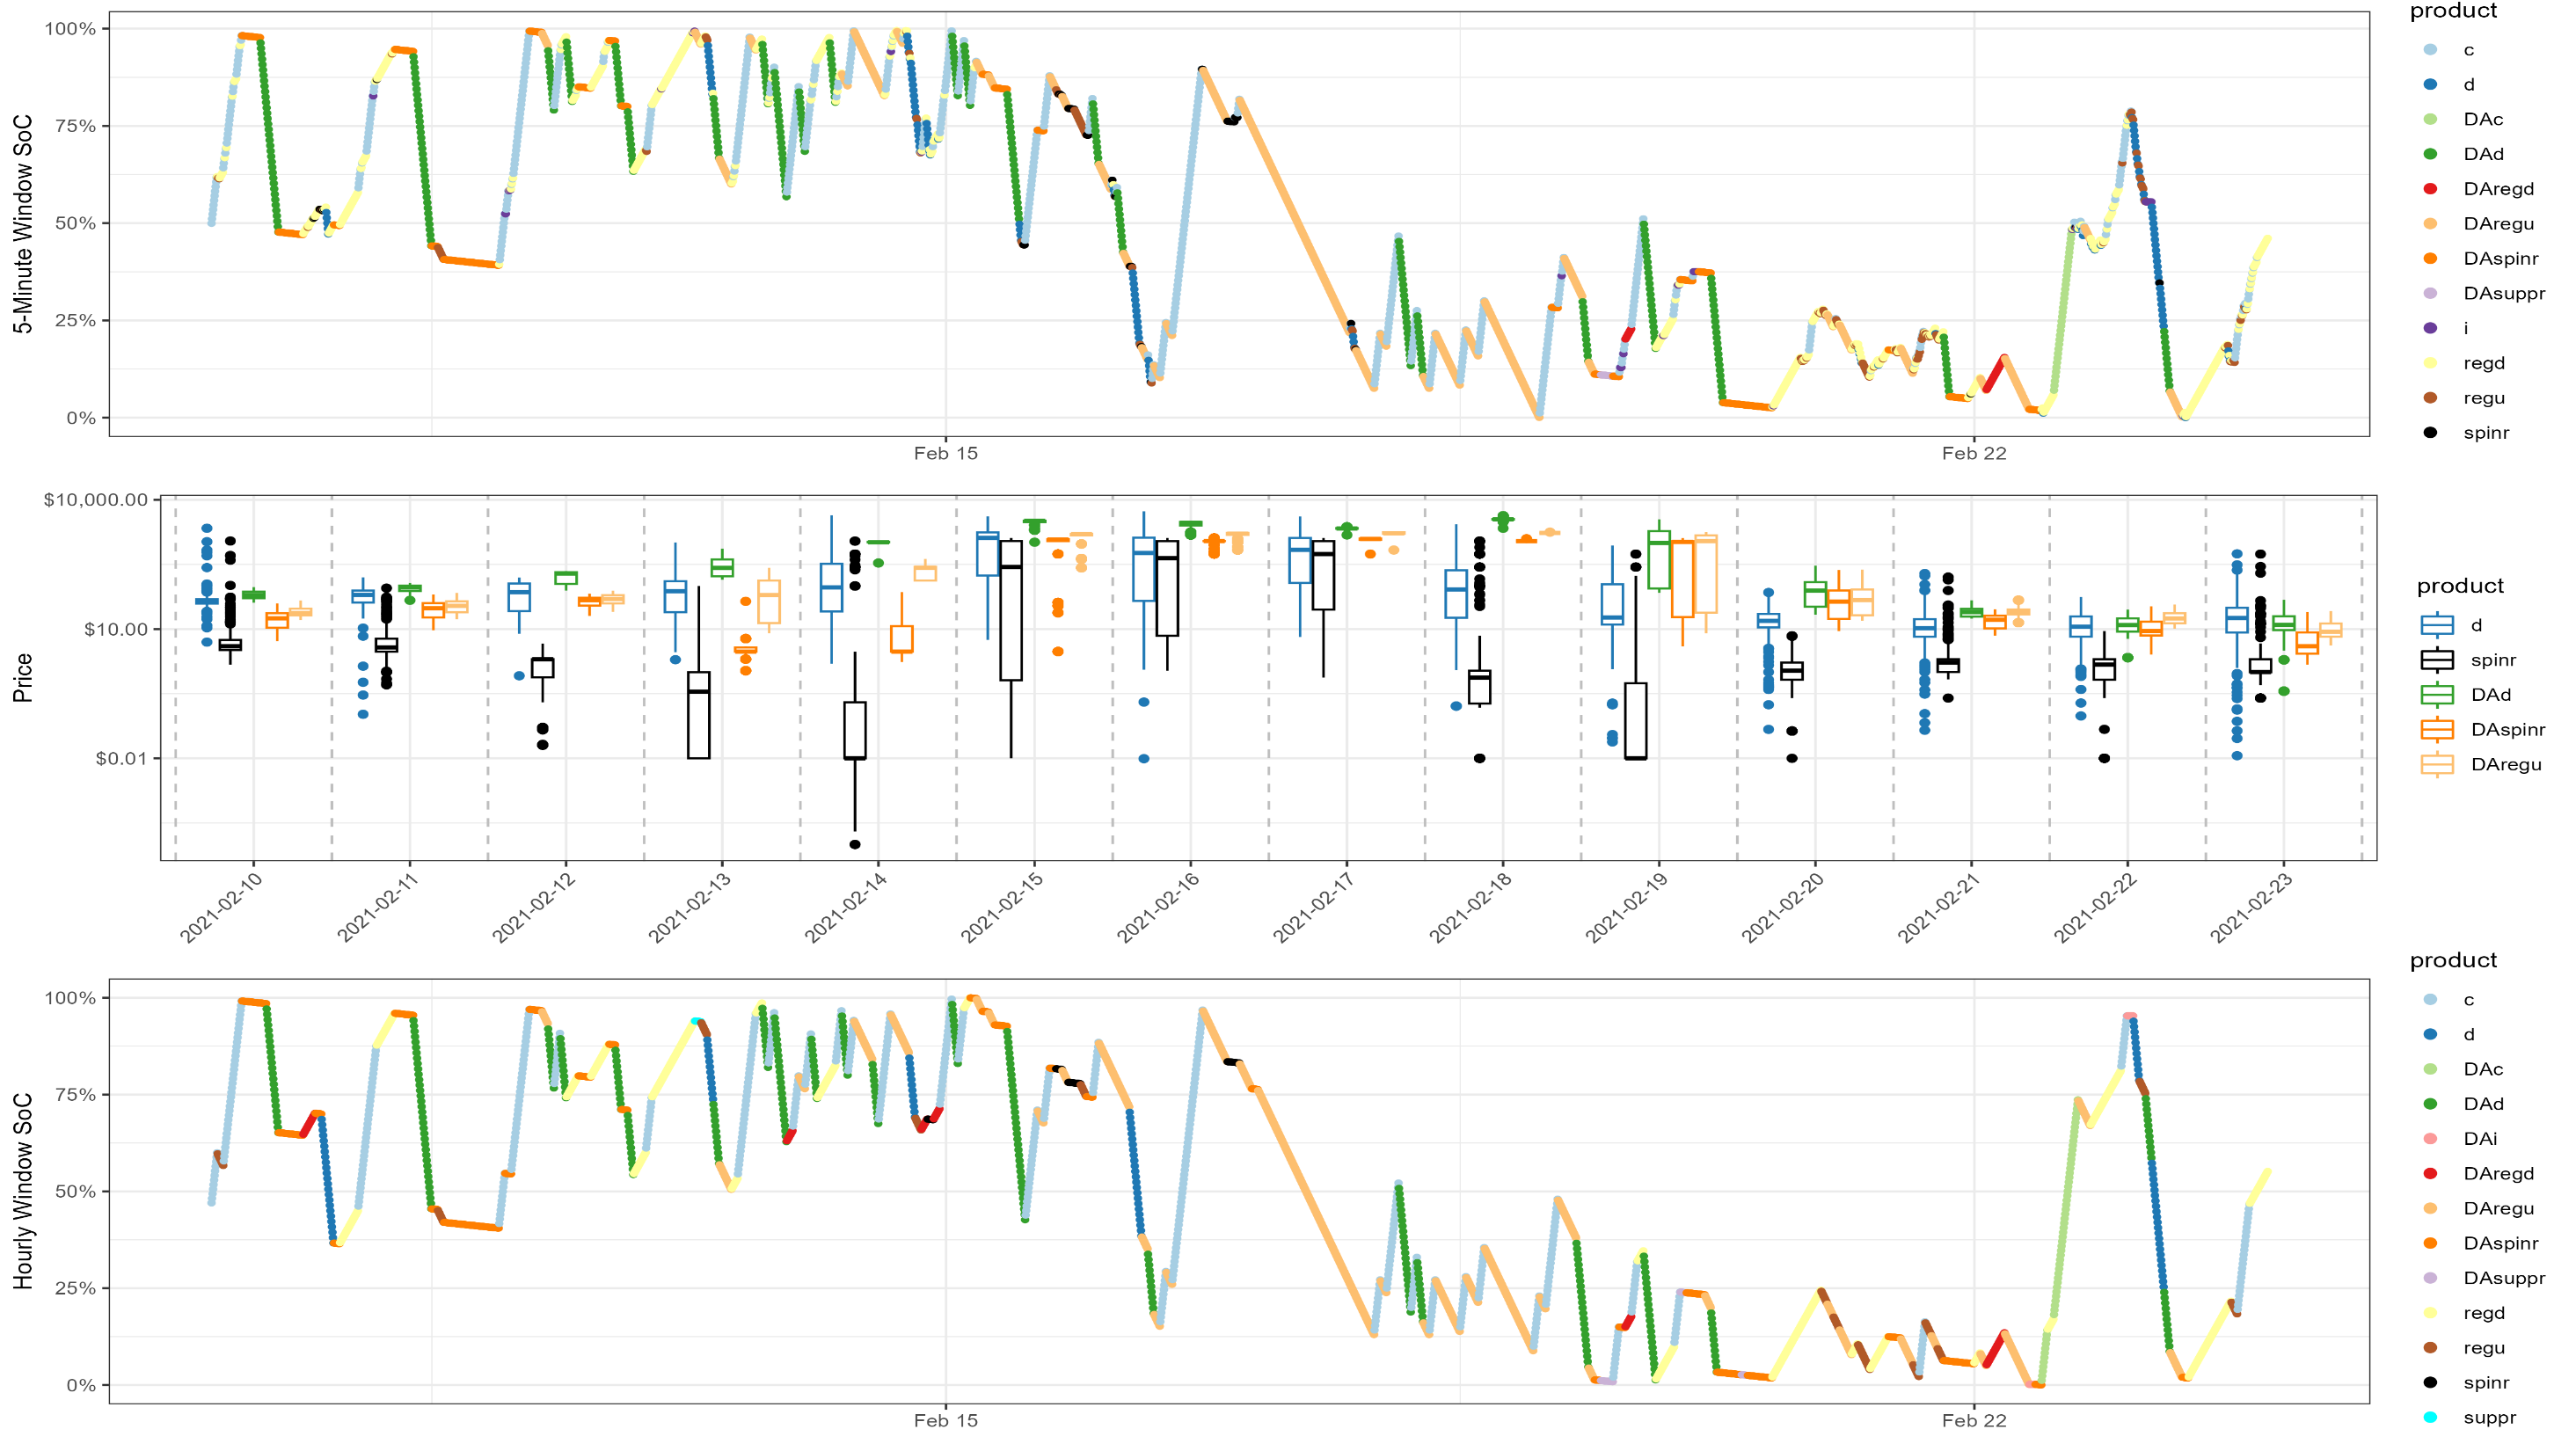 5-Minute Window SoC
100%
75%
50%
25%
0%
Feb 15
Feb 22
product
c
d
DAc
DAd
DAregd
DAregu
DAspinr
DAsuppr
i
regd
regu
spinr
Price
$10,000.00
$10.00
$0.01
2021-02-10
2021-02-11
2021-02-12
2021-02-13
2021-02-14
2021-02-15
2021-02-16
2021-02-17
2021-02-18
2021-02-19
2021-02-20
2021-02-21
2021-02-22
2021-02-23
product
d
spinr
DAd
DAspinr
DAregu
Hourly Window SoC
100%
75%
50%
25%
0%
Feb 15
Feb 22
product
c
d
DAc
DAd
DAi
DAregd
DAregu
DAspinr
DAsuppr
regd
regu
spinr
suppr